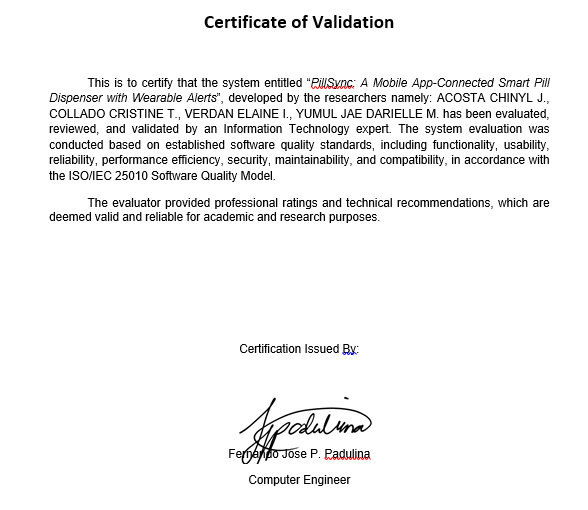 Certificate of Validation
This is to certify that the system entitled “PillSync: A Mobile App-Connected Smart Pill
Dispenser with Wearable Alerts”, developed by the researchers namely: ACOSTA CHINYL J.,
COLLADO CRISTINE T., VERDAN ELAINE I., YUMUL JAE DARIELLE M. has been evaluated,
reviewed, and validated by an Information Technology expert. The system evaluation was
conducted based on established software quality standards, including functionality, usability,
reliability, performance efficiency, security, maintainability, and compatibility, in accordance with
the ISO/IEC 25010 Software Quality Model.
The evaluator provided professional ratings and technical recommendations, which are
deemed valid and reliable for academic and research purposes.
Certification Issued By:
Fernando Jose P. Padulina
Computer Engineer